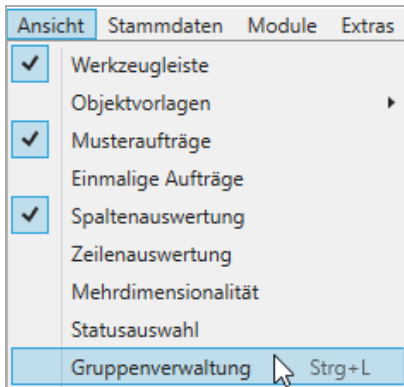 Ansicht Stammdaten Module Extras
Werkzeugleiste
Objektvorlagen
Musteraufträge
Einmalige Aufträge
Spaltenauswertung
Zeilenauswertung
Mehrdimensionalität
Statusauswahl
Gruppenverwaltung Strg+L